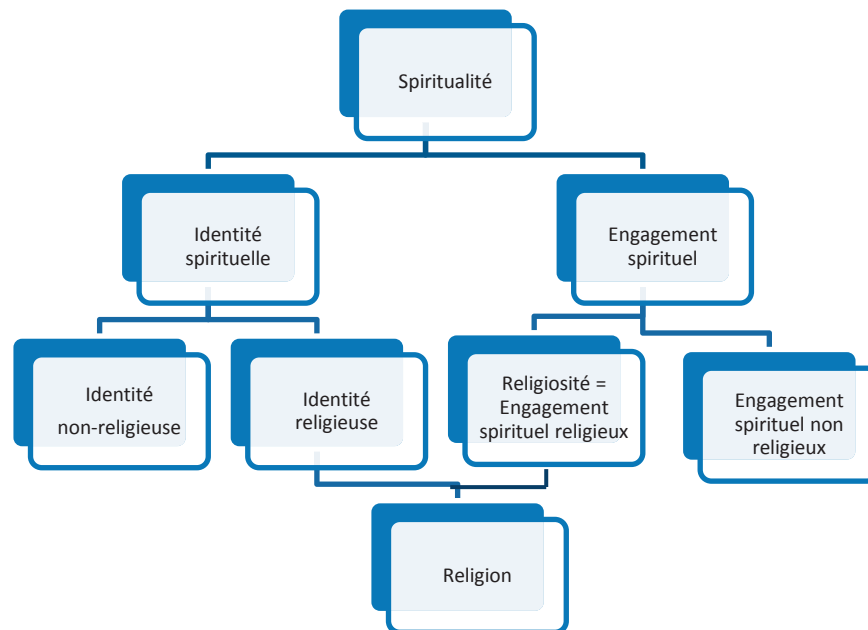 Spiritualité
Identité
spirituelle
Engagement
spirituel
Identité
non-religieuse
Identité
religieuse
Religiosité =
Engagement
spirituel religieux
Engagement
spirituel non
religieux
Religion